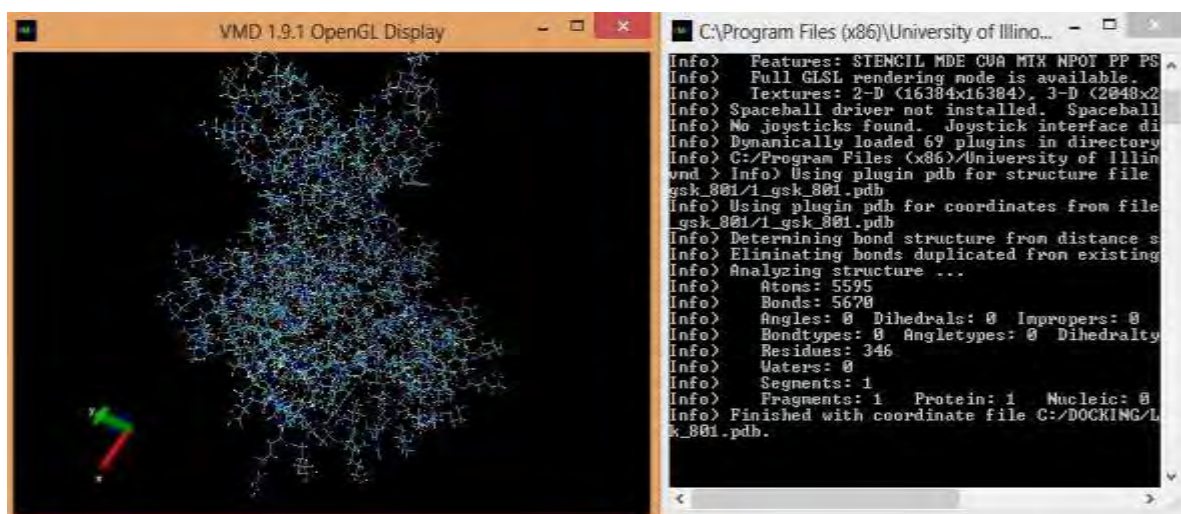 VMD 1.9.1 OpenGL Display
C:\Program Files (x86)\University of Illino...
Info>    Features: STENCIL MDE CVA MTX NPOT PP PS
Info>    Full GLSL rendering mode is available.
Info>    Textures: 2-D (16384x16384), 3-D (2048x2
Info> Spaceball driver not installed.  Spaceball
Info> No joysticks found.  Joystick interface di
Info> Dynamically loaded 69 plugins in directory
Info> C:/Program Files (x86)/University of Illin
vmd > Info> Using plugin pdb for structure file
gsk_801/1_gsk_801.pdb
Info> Using plugin pdb for coordinates from file
_gsk_801/1_gsk_801.pdb
Info> Determining bond structure from distance s
Info> Eliminating bonds duplicated from existing
Info> Analyzing structure ...
Info>    Atoms: 5595
Info>    Bonds: 5670
Info>    Angles: 0  Dihedrals: 0  Impropers: 0
Info>    Bondtypes: 0  Angletypes: 0  Dihedralty
Info>    Residues: 346
Info>    Waters: 0
Info>    Segments: 1
Info>    Fragments: 1   Protein: 1   Nucleic: 0
Info> Finished with coordinate file C:/DOCKING/L
k_801.pdb.
y
x